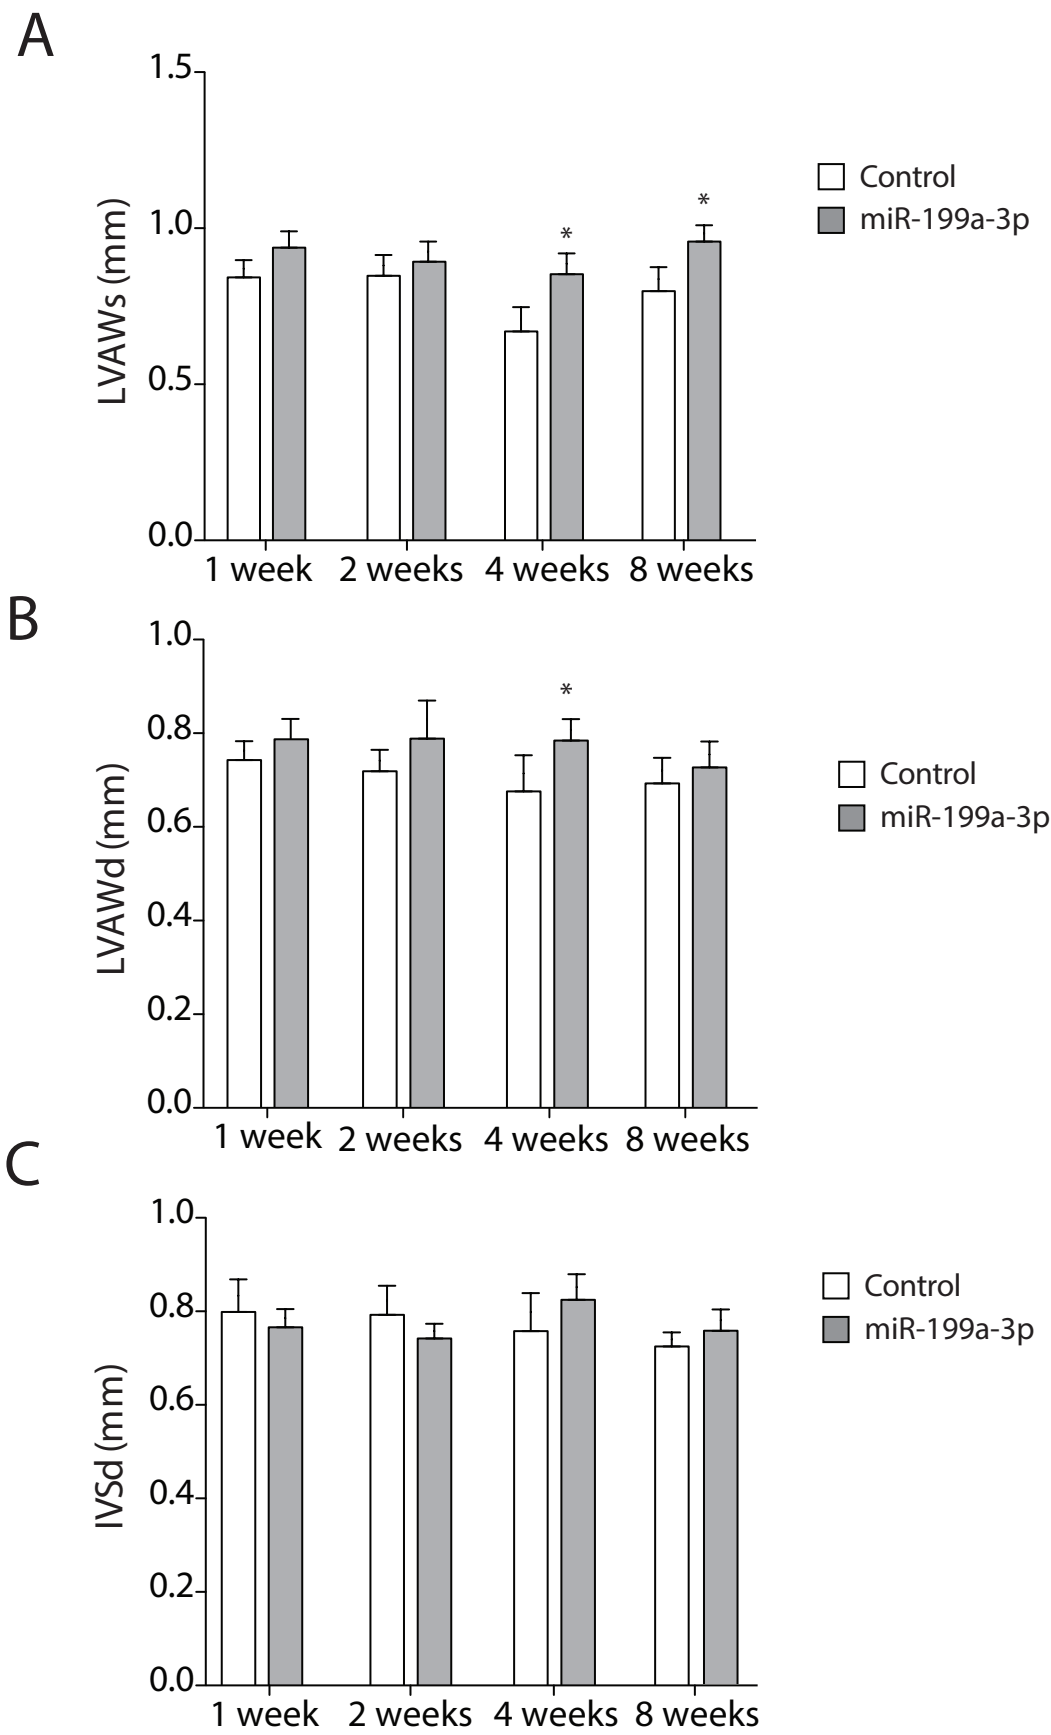 A
1.5
1.0
0.5
0.0
LVAWs (mm)
* *
1 week 2 weeks 4 weeks 8 weeks
Control
miR-199a-3p
B
1.0
0.8
0.6
0.4
0.2
0.0
LVAWd (mm)
*
1 week 2 weeks 4 weeks 8 weeks
Control
miR-199a-3p
C
1.0
0.8
0.6
0.4
0.2
0.0
IVSd (mm)
1 week 2 weeks 4 weeks 8 weeks
Control
miR-199a-3p